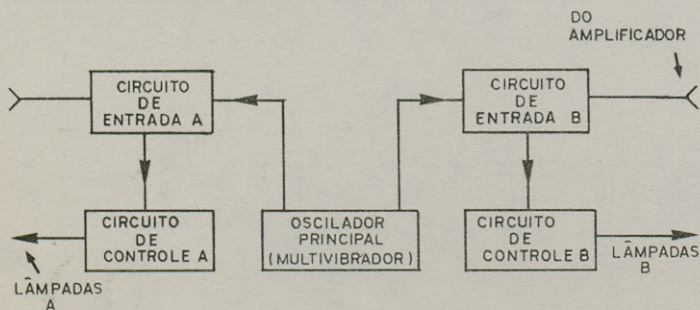 DO
AMPLIFICADOR
CIRCUITO
DE
ENTRADA A
CIRCUITO
DE
ENTRADA B
CIRCUITO
DE
CONTROLE A
OSCILADOR
PRINCIPAL
(MULTIVIBRADOR)
CIRCUITO
DE
CONTROLE B
LÂMPADAS
A
LÂMPADAS
B